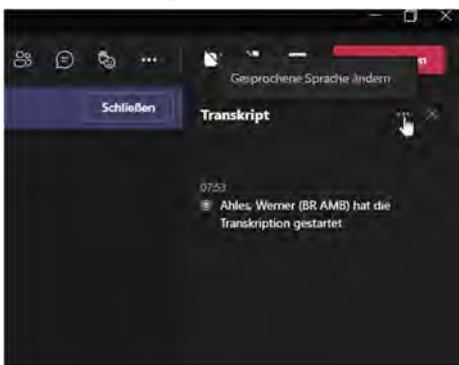 Gesprochene Sprache ändern
Schließen
Transkript
07:53
Ahles, Werner (BR AMB) hat die
Transkription gestartet